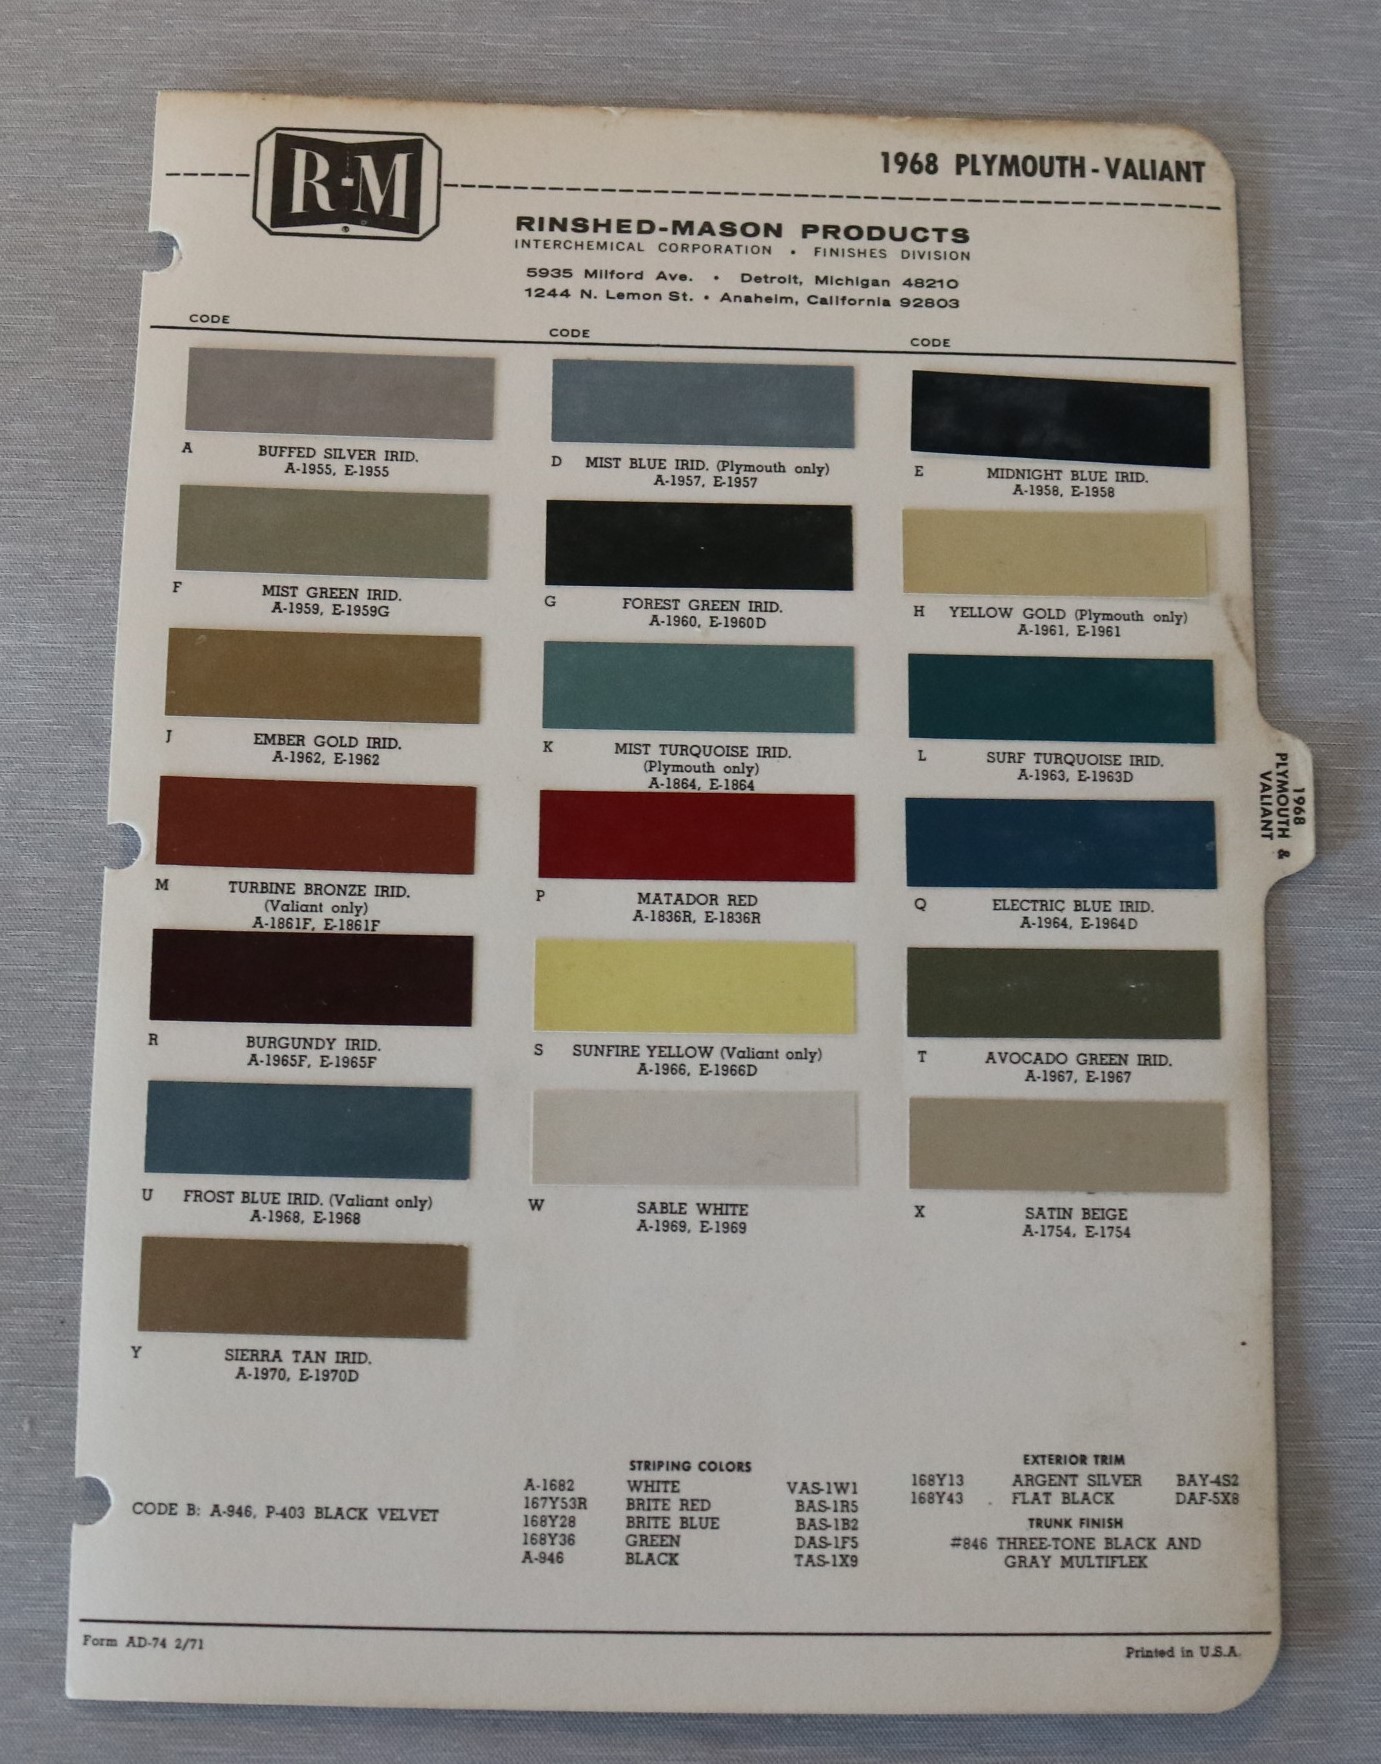 R-M
1968 PLYMOUTH-VALIANT
RINSHED-MASON PRODUCTS
INTERCHEMICAL CORPORATION • FINISHES DIVISION
5935 Milford Ave. • Detroit, Michigan 48210
1244 N. Lemon St. • Anaheim, California 92803
CODE CODE CODE
A BUFFED SILVER IRID.
A-1955, E-1955
D MIST BLUE IRID. (Plymouth only)
A-1957, E-1957
E MIDNIGHT BLUE IRID.
A-1958, E-1958
F MIST GREEN IRID.
A-1959, E-1959G
G FOREST GREEN IRID.
A-1960, E-1960D
H YELLOW GOLD (Plymouth only)
A-1961, E-1961
J EMBER GOLD IRID.
A-1962, E-1962
K MIST TURQUOISE IRID.
(Plymouth only)
A-1864, E-1864
L SURF TURQUOISE IRID.
A-1963, E-1963D
1968
PLYMOUTH &
VALIANT
M TURBINE BRONZE IRID.
(Valiant only)
A-1861F, E-1861F
P MATADOR RED
A-1836R, E-1836R
Q ELECTRIC BLUE IRID.
A-1964, E-1964D
R BURGUNDY IRID.
A-1965F, E-1965F
S SUNFIRE YELLOW (Valiant only)
A-1966, E-1966D
T AVOCADO GREEN IRID.
A-1967, E-1967
U FROST BLUE IRID. (Valiant only)
A-1968, E-1968
W SABLE WHITE
A-1969, E-1969
X SATIN BEIGE
A-1754, E-1754
Y SIERRA TAN IRID.
A-1970, E-1970D
CODE B: A-946, P-403 BLACK VELVET
STRIPING COLORS
A-1682 WHITE VAS-1W1
167Y53R BRITE RED BAS-1R5
168Y28 BRITE BLUE BAS-1B2
168Y36 GREEN DAS-1F5
A-946 BLACK TAS-1X9
EXTERIOR TRIM
168Y13 ARGENT SILVER BAY-4S2
168Y43 FLAT BLACK DAF-5X8
TRUNK FINISH
#846 THREE-TONE BLACK AND
GRAY MULTIFLEK
Form AD-74 2/71
Printed in U.S.A.